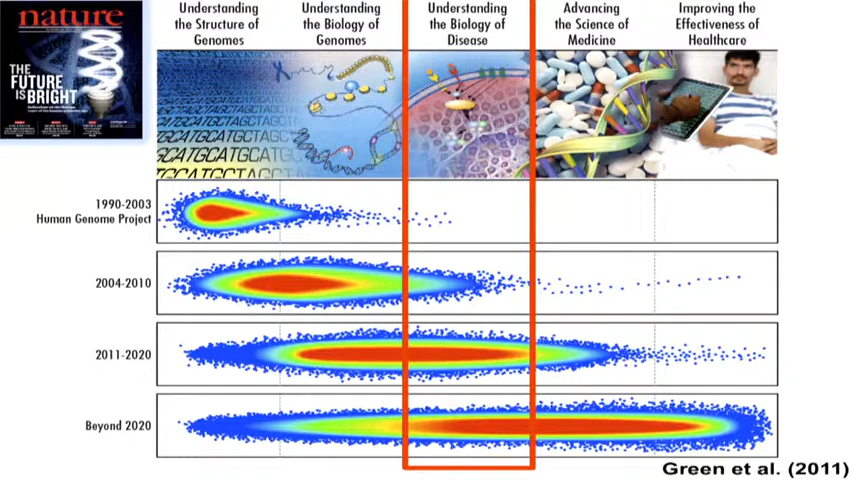 nature
THE
FUTURE
IS BRIGHT
Understanding
the Structure of
Genomes
Understanding
the Biology of
Genomes
Understanding
the Biology of
Disease
Advancing
the Science of
Medicine
Improving the
Effectiveness of
Healthcare
1990-2003
Human Genome Project
2004-2010
2011-2020
Beyond 2020
Green et al. (2011)